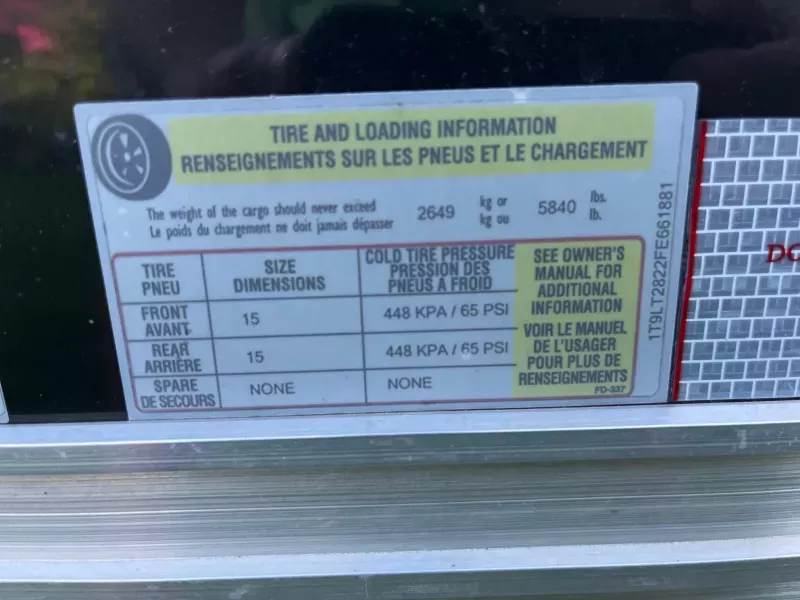 TIRE AND LOADING INFORMATION
RENSEIGNEMENTS SUR LES PNEUS ET LE CHARGEMENT
The weight of the cargo should never exceed 2649 kg or 5840 lbs.
Le poids du chargement ne doit jamais dépasser kg ou lb.
TIRE PNEU
SIZE DIMENSIONS
COLD TIRE PRESSURE
PRESSION DES
PNEUS A FROID
FRONT AVANT 15 448 KPA / 65 PSI
REAR ARRIÈRE 15 448 KPA / 65 PSI
SPARE DE SECOURS NONE NONE
SEE OWNER'S
MANUAL FOR
ADDITIONAL
INFORMATION
VOIR LE MANUEL
DE L'USAGER
POUR PLUS DE
RENSEIGNEMENTS
FD-337
1T9LT2822FE661881
DO